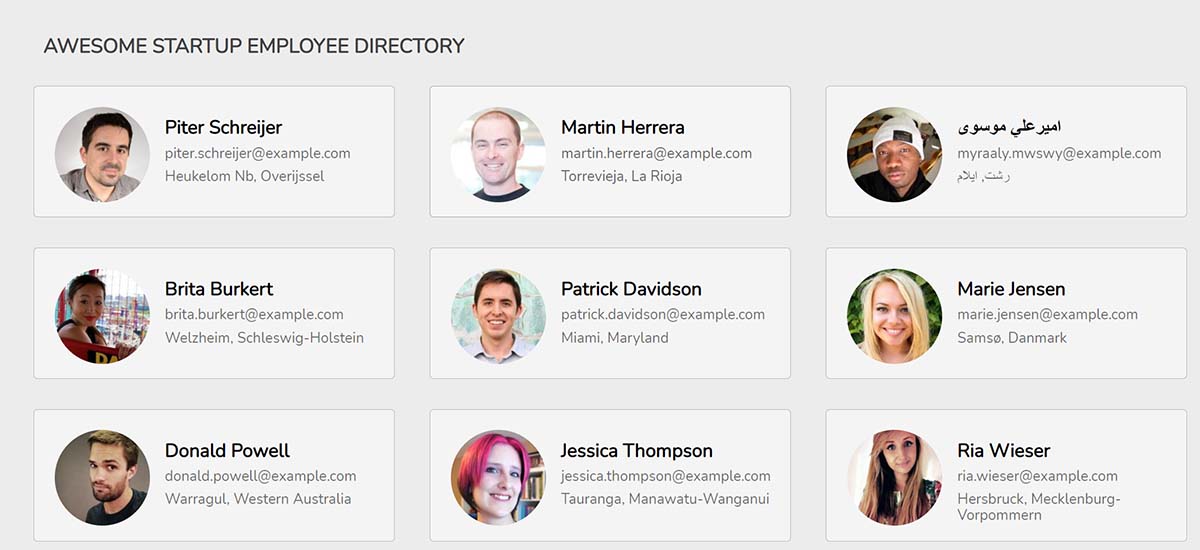 AWESOME STARTUP EMPLOYEE DIRECTORY
Piter Schreijer
piter.schreijer@example.com
Heukelom Nb, Overijssel
Martin Herrera
martin.herrera@example.com
Torrevieja, La Rioja
اميرعلي موسوی
myraaly.mwswy@example.com
رشت, ایلام
Brita Burkert
brita.burkert@example.com
Welzheim, Schleswig-Holstein
Patrick Davidson
patrick.davidson@example.com
Miami, Maryland
Marie Jensen
marie.jensen@example.com
Samsø, Danmark
Donald Powell
donald.powell@example.com
Warragul, Western Australia
Jessica Thompson
jessica.thompson@example.com
Tauranga, Manawatu-Wanganui
Ria Wieser
ria.wieser@example.com
Hersbruck, Mecklenburg-
Vorpommern